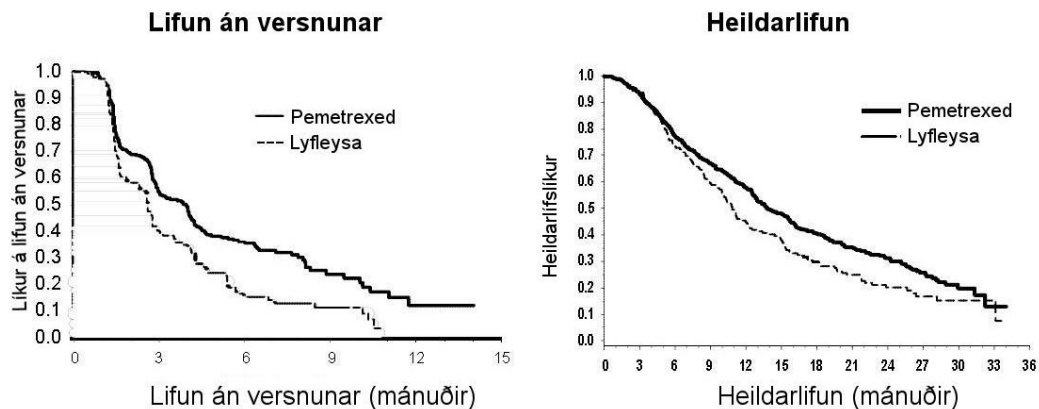 Lifun án versnunar
Líkur á lifun án versnunar
1.0
0.9
0.8
0.7
0.6
0.5
0.4
0.3
0.2
0.1
0.0
Pemetrexed
Lyfleysa
0 3 6 9 12 15
Lifun án versnunar (mánuðir)
Heildarlifun
Heildarlífslíkur
1.0
0.9
0.8
0.7
0.6
0.5
0.4
0.3
0.2
0.1
0.0
Pemetrexed
Lyfleysa
0 3 6 9 12 15 18 21 24 27 30 33 36
Heildarlifun (mánuðir)